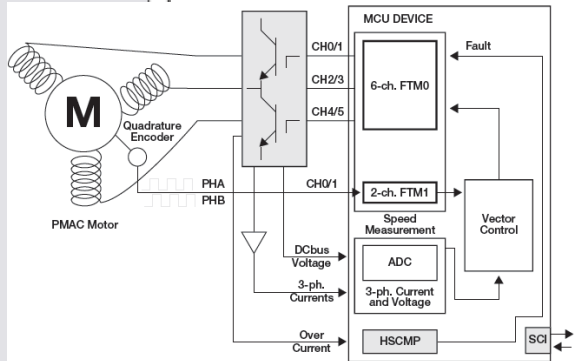 MCU DEVICE
CH0/1
Fault
CH2/3
6-ch. FTM0
M
CH4/5
Quadrature
Encoder
PHA
CH0/1
2-ch. FTM1
PHB
PMAC Motor
Speed
Measurement
Vector
Control
DCbus
Voltage
ADC
3-ph.
Currents
3-ph. Current
and Voltage
Over
Current
HSCMP
SCI